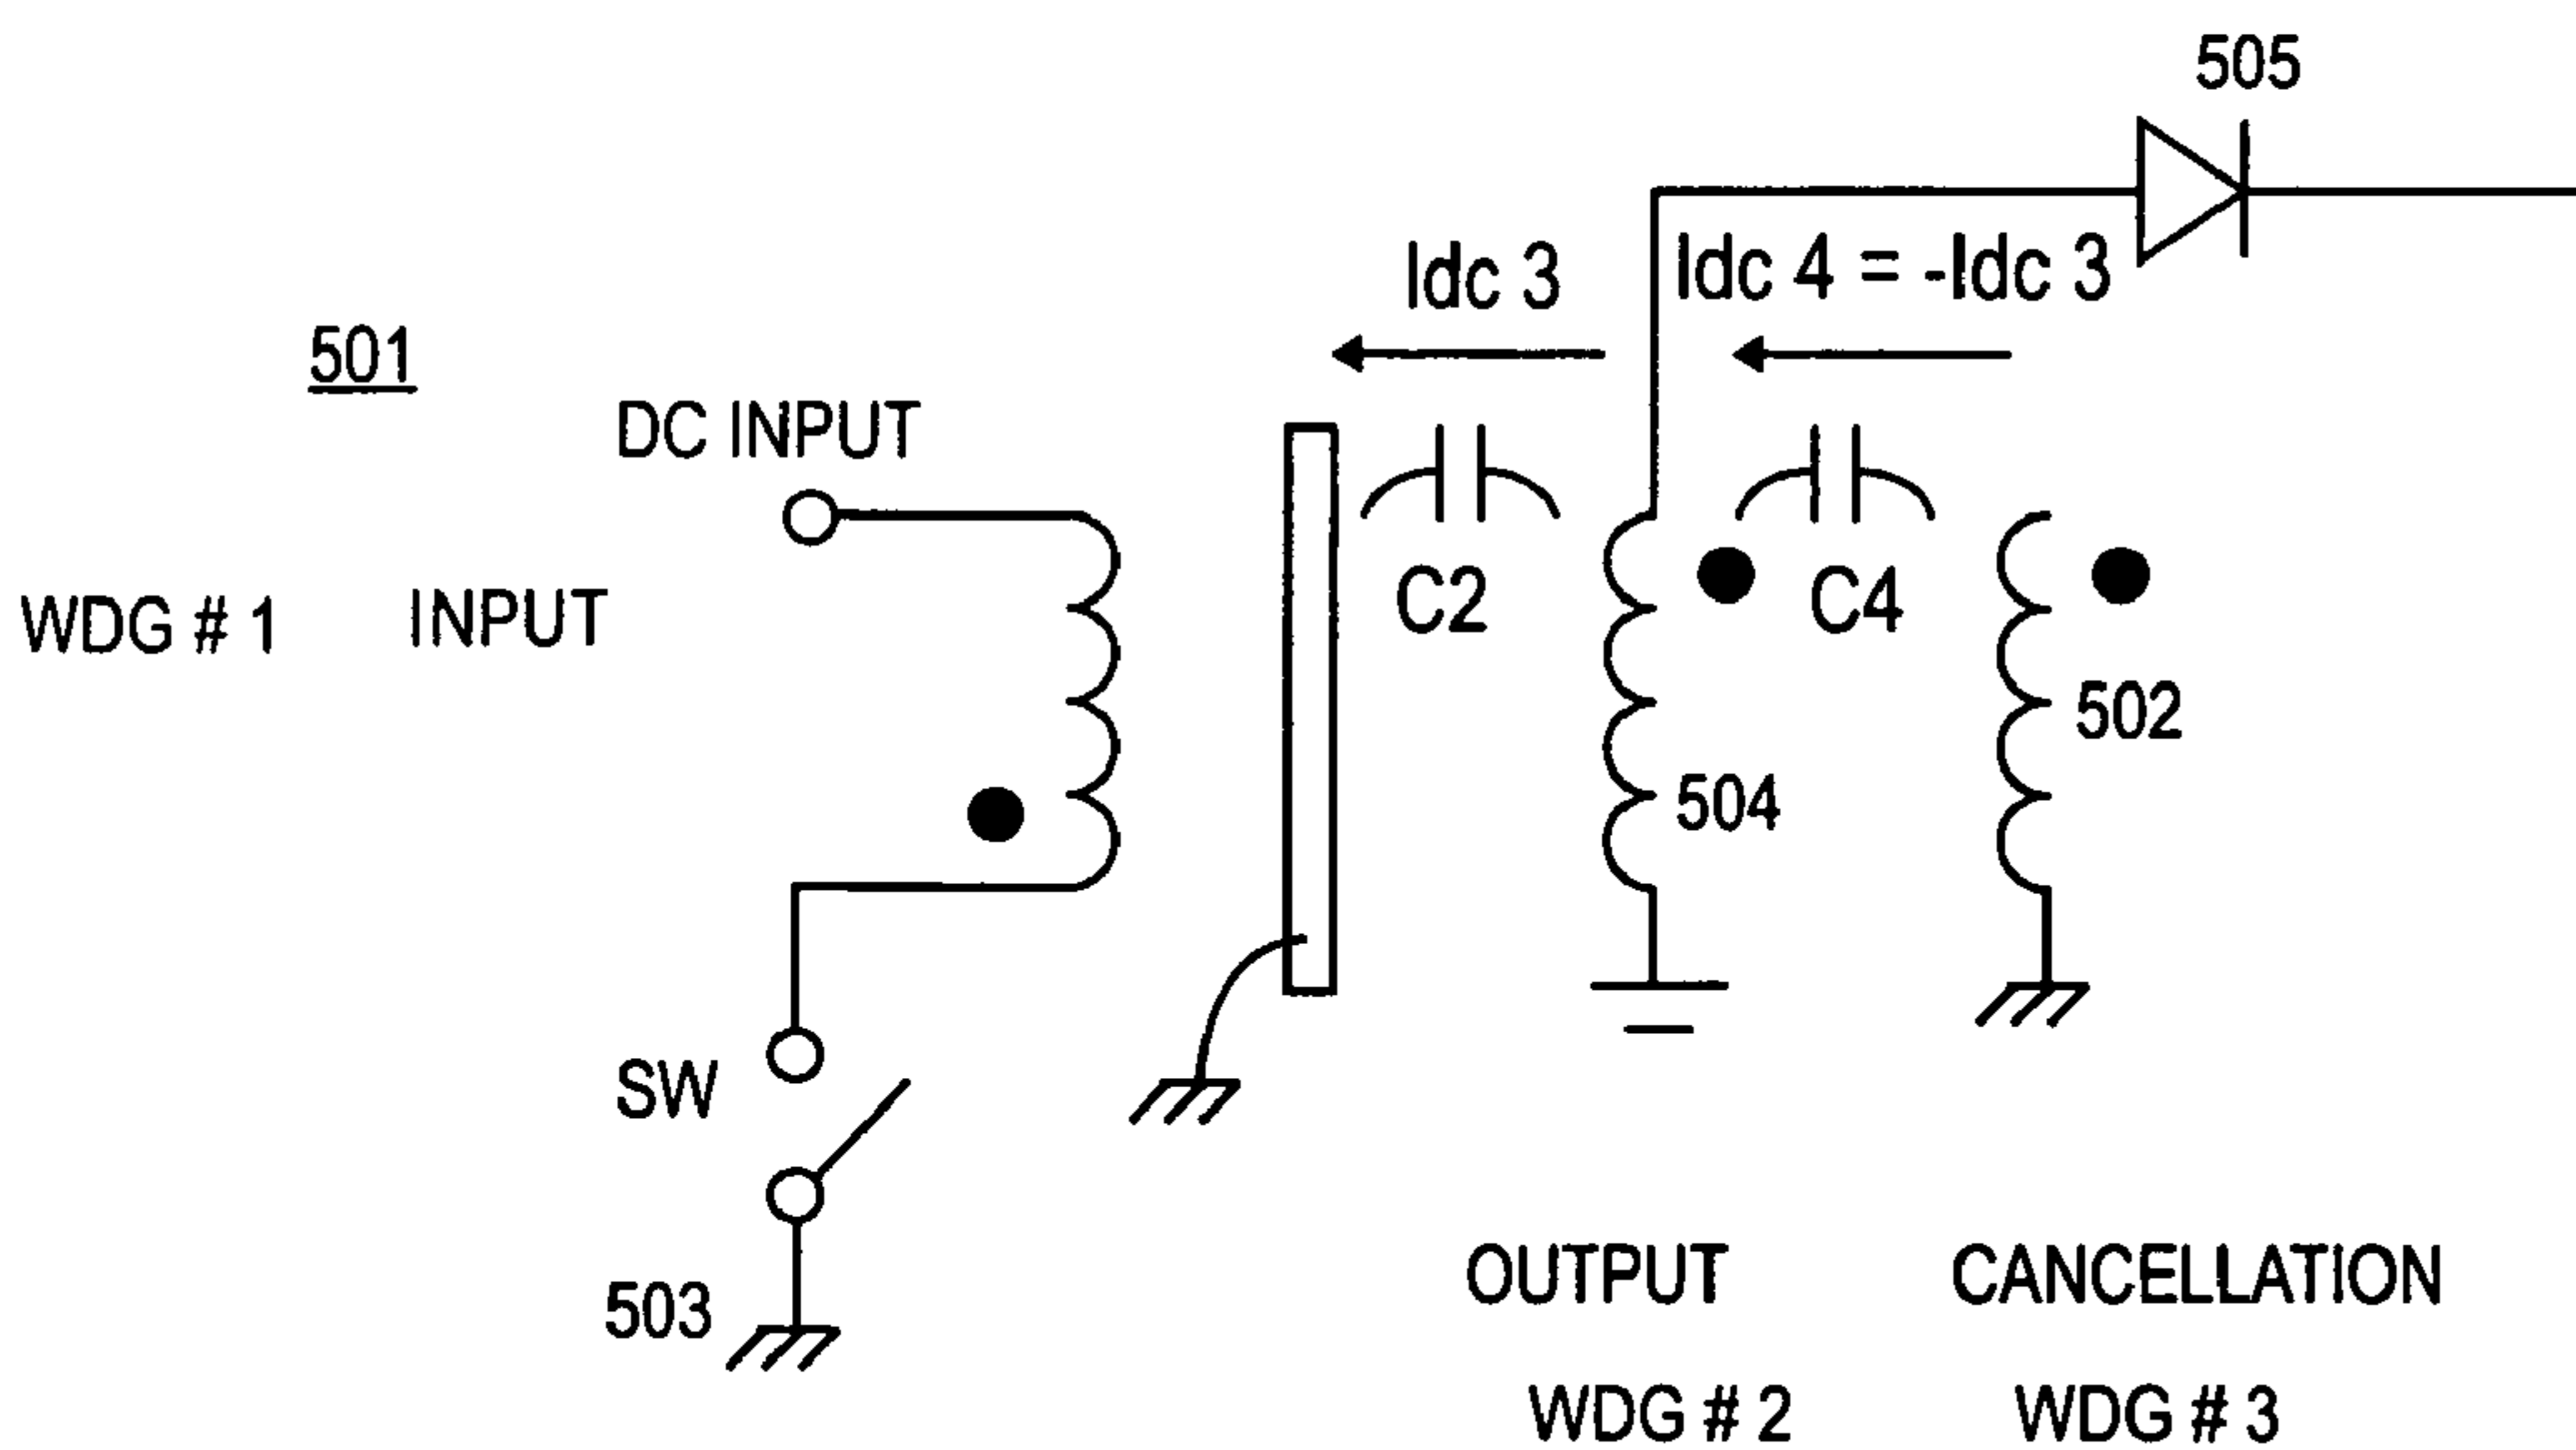 505
Idc 3
Idc 4 = -Idc 3
501
DC INPUT
WDG # 1 INPUT
C2
C4
502
504
SW
503
OUTPUT
WDG # 2
CANCELLATION
WDG # 3